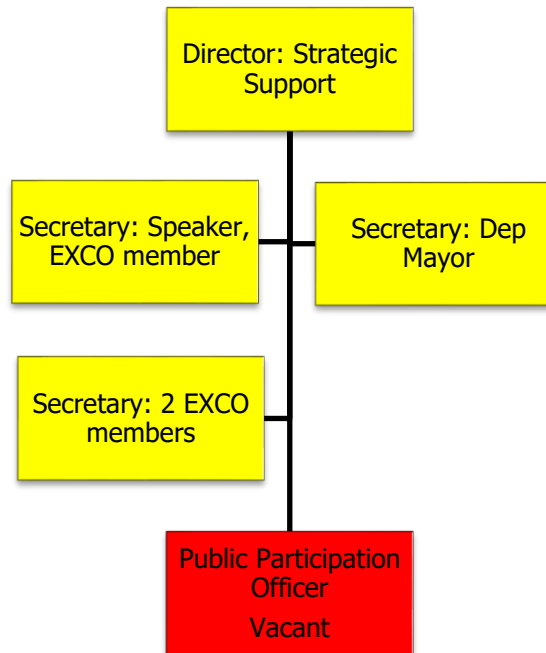 Director: Strategic
Support
Secretary: Speaker,
EXCO member
Secretary: Dep
Mayor
Secretary: 2 EXCO
members
Public Participation
Officer
Vacant